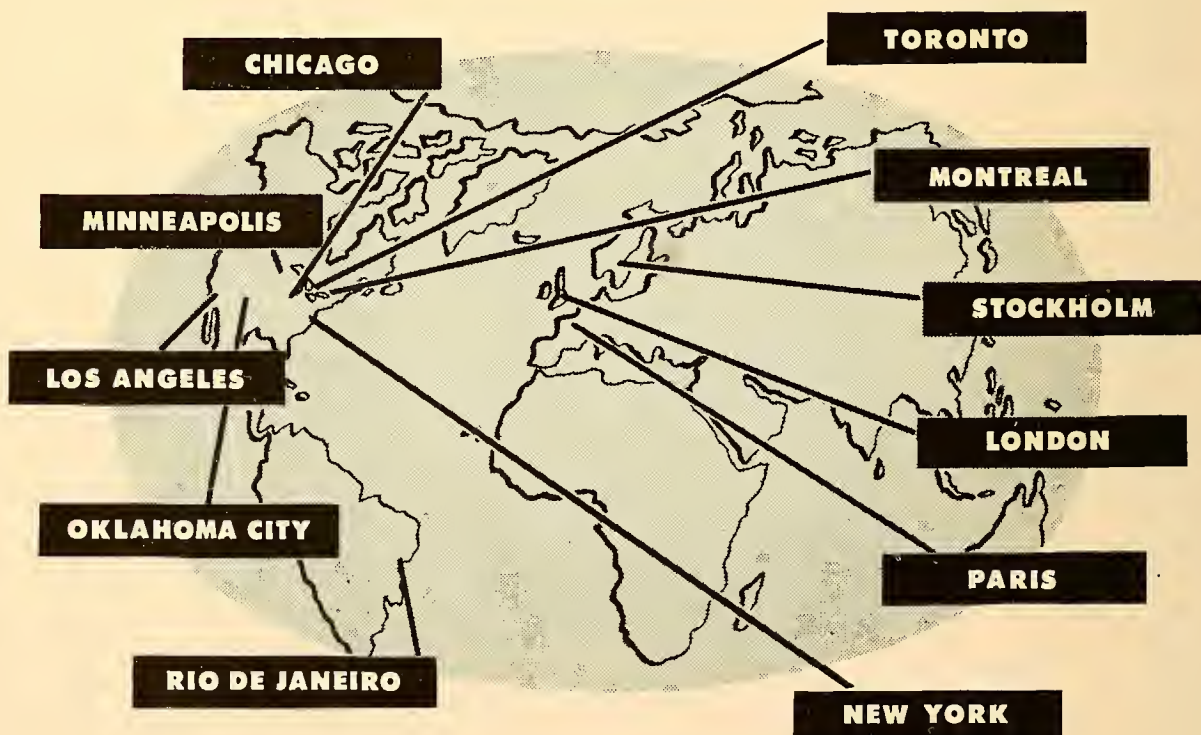 TORONTO
CHICAGO
MONTREAL
MINNEAPOLIS
STOCKHOLM
LOS ANGELES
LONDON
OKLAHOMA CITY
PARIS
RIO DE JANEIRO
NEW YORK